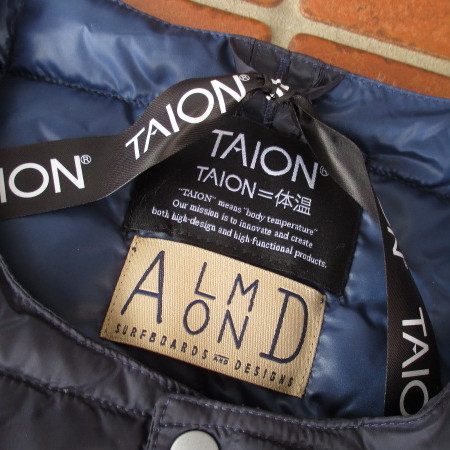 TAION®
TAION®
TAION
TAION
TAION=体温
"TAION" means "body temperature"
Our mission is to innovate and create
both high-design and high-functional products.
ALMOND
SURFBOARDS AND DESIGNS